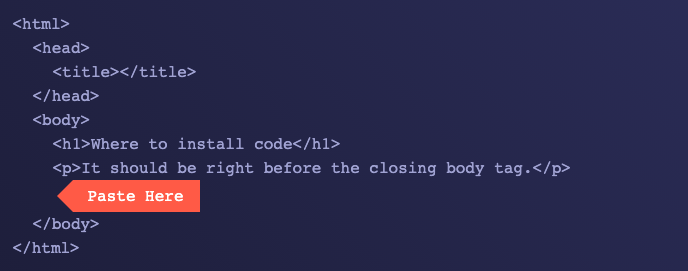 <html>
<head>
<title></title>
</head>
<body>
<h1>Where to install code</h1>
<p>It should be right before the closing body tag.</p>
Paste Here
</body>
</html>